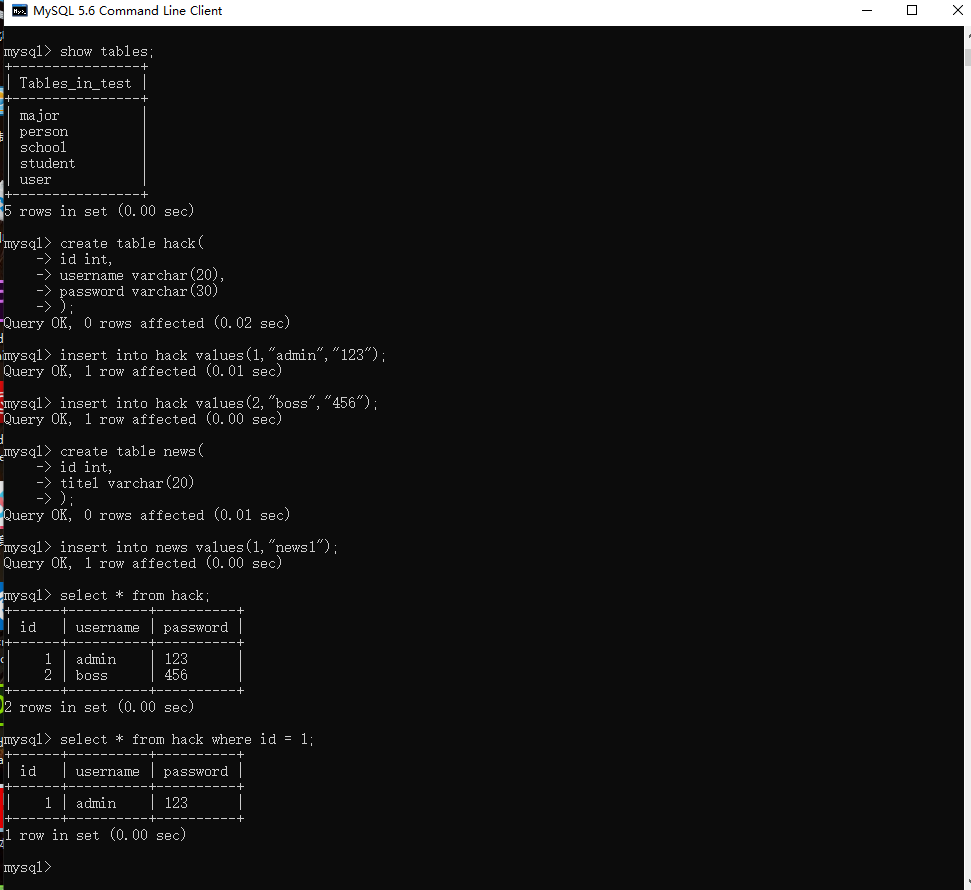 MySQL 5.6 Command Line Client
mysql> show tables;
+----------------+
| Tables_in_test |
+----------------+
| major          |
| person         |
| school         |
| student        |
| user           |
+----------------+
5 rows in set (0.00 sec)
mysql> create table hack(
    -> id int,
    -> username varchar(20),
    -> password varchar(30)
    -> );
Query OK, 0 rows affected (0.02 sec)
mysql> insert into hack values(1,"admin","123");
Query OK, 1 row affected (0.01 sec)
mysql> insert into hack values(2,"boss","456");
Query OK, 1 row affected (0.00 sec)
mysql> create table news(
    -> id int,
    -> titel varchar(20)
    -> );
Query OK, 0 rows affected (0.01 sec)
mysql> insert into news values(1,"news1");
Query OK, 1 row affected (0.00 sec)
mysql> select * from hack;
+------+----------+----------+
| id   | username | password |
+------+----------+----------+
|    1 | admin    | 123      |
|    2 | boss     | 456      |
+------+----------+----------+
2 rows in set (0.00 sec)
mysql> select * from hack where id = 1;
+------+----------+----------+
| id   | username | password |
+------+----------+----------+
|    1 | admin    | 123      |
+------+----------+----------+
1 row in set (0.00 sec)
mysql>